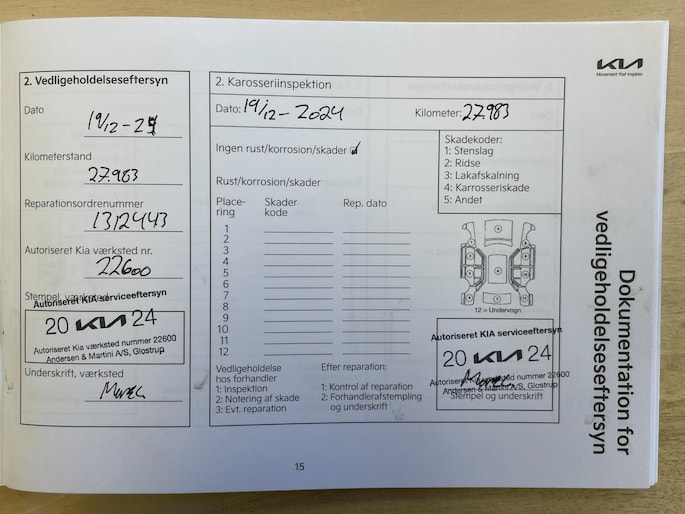 KIA
Movement that inspires
Dokumentation for
vedligeholdelseseftersyn
2. Vedligeholdelseseftersyn
Dato
19/12-24
Kilometerstand
27.983
Reparationsordrenummer
1312443
Autoriseret Kia værksted nr.
22600
Stempel, værksted
Autoriseret KIA serviceeftersyn
20 KIA 24
Autoriseret Kia værksted nummer 22600
Andersen & Martini A/S, Glostrup
Underskrift, værksted
2. Karosseriinspektion
Dato: 19/12-2024 Kilometer: 27.983
Ingen rust/korrosion/skader
Rust/korrosion/skader
Skadekoder:
1: Stenslag
2: Ridse
3: Lakafskalning
4: Karrosseriskade
5: Andet
Place-
ring
Skader
kode
Rep. dato
1
2
3
4
5
6
7
8
9
10
11
12
12 = Undervogn
Vedligeholdelse
hos forhandler
1: Inspektion
2: Notering af skade
3: Evt. reparation
Efter reparation:
1: Kontrol af reparation
2: Forhandlerafstempling
og underskrift
Autoriseret KIA serviceeftersyn
20 KIA 24
Autoriseret Kia værksted nummer 22600
Andersen & Martini A/S, Glostrup
Stempel og underskrift
15